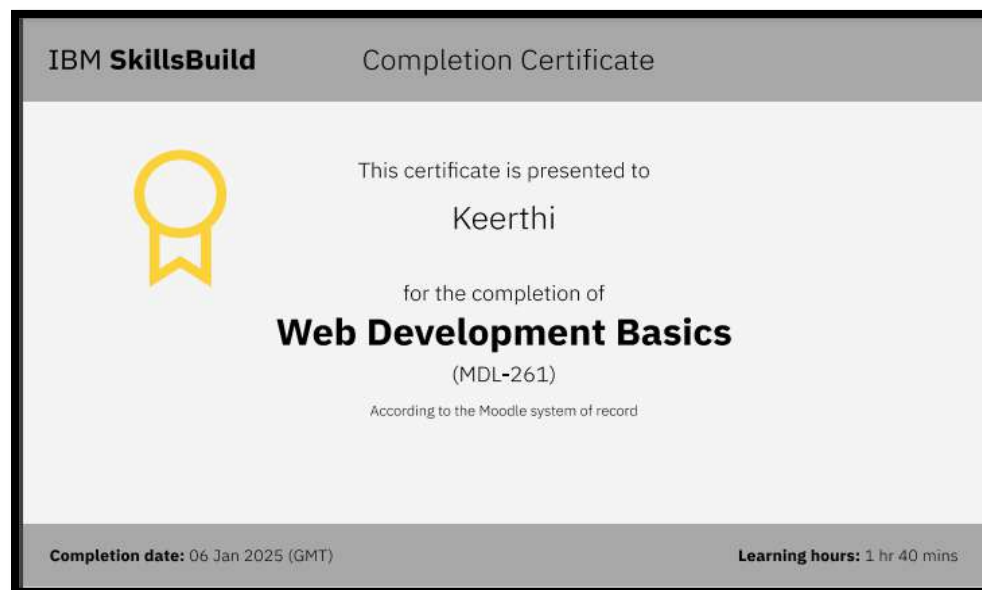 IBM SkillsBuild
Completion Certificate
This certificate is presented to
Keerthi
for the completion of
Web Development Basics
(MDL-261)
According to the Moodle system of record
Completion date: 06 Jan 2025 (GMT)
Learning hours: 1 hr 40 mins